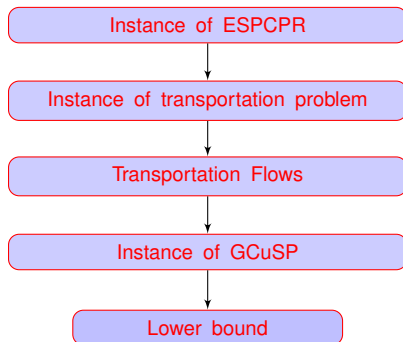 Instance of ESPCPR
Instance of transportation problem
Transportation Flows
Instance of GCuSP
Lower bound